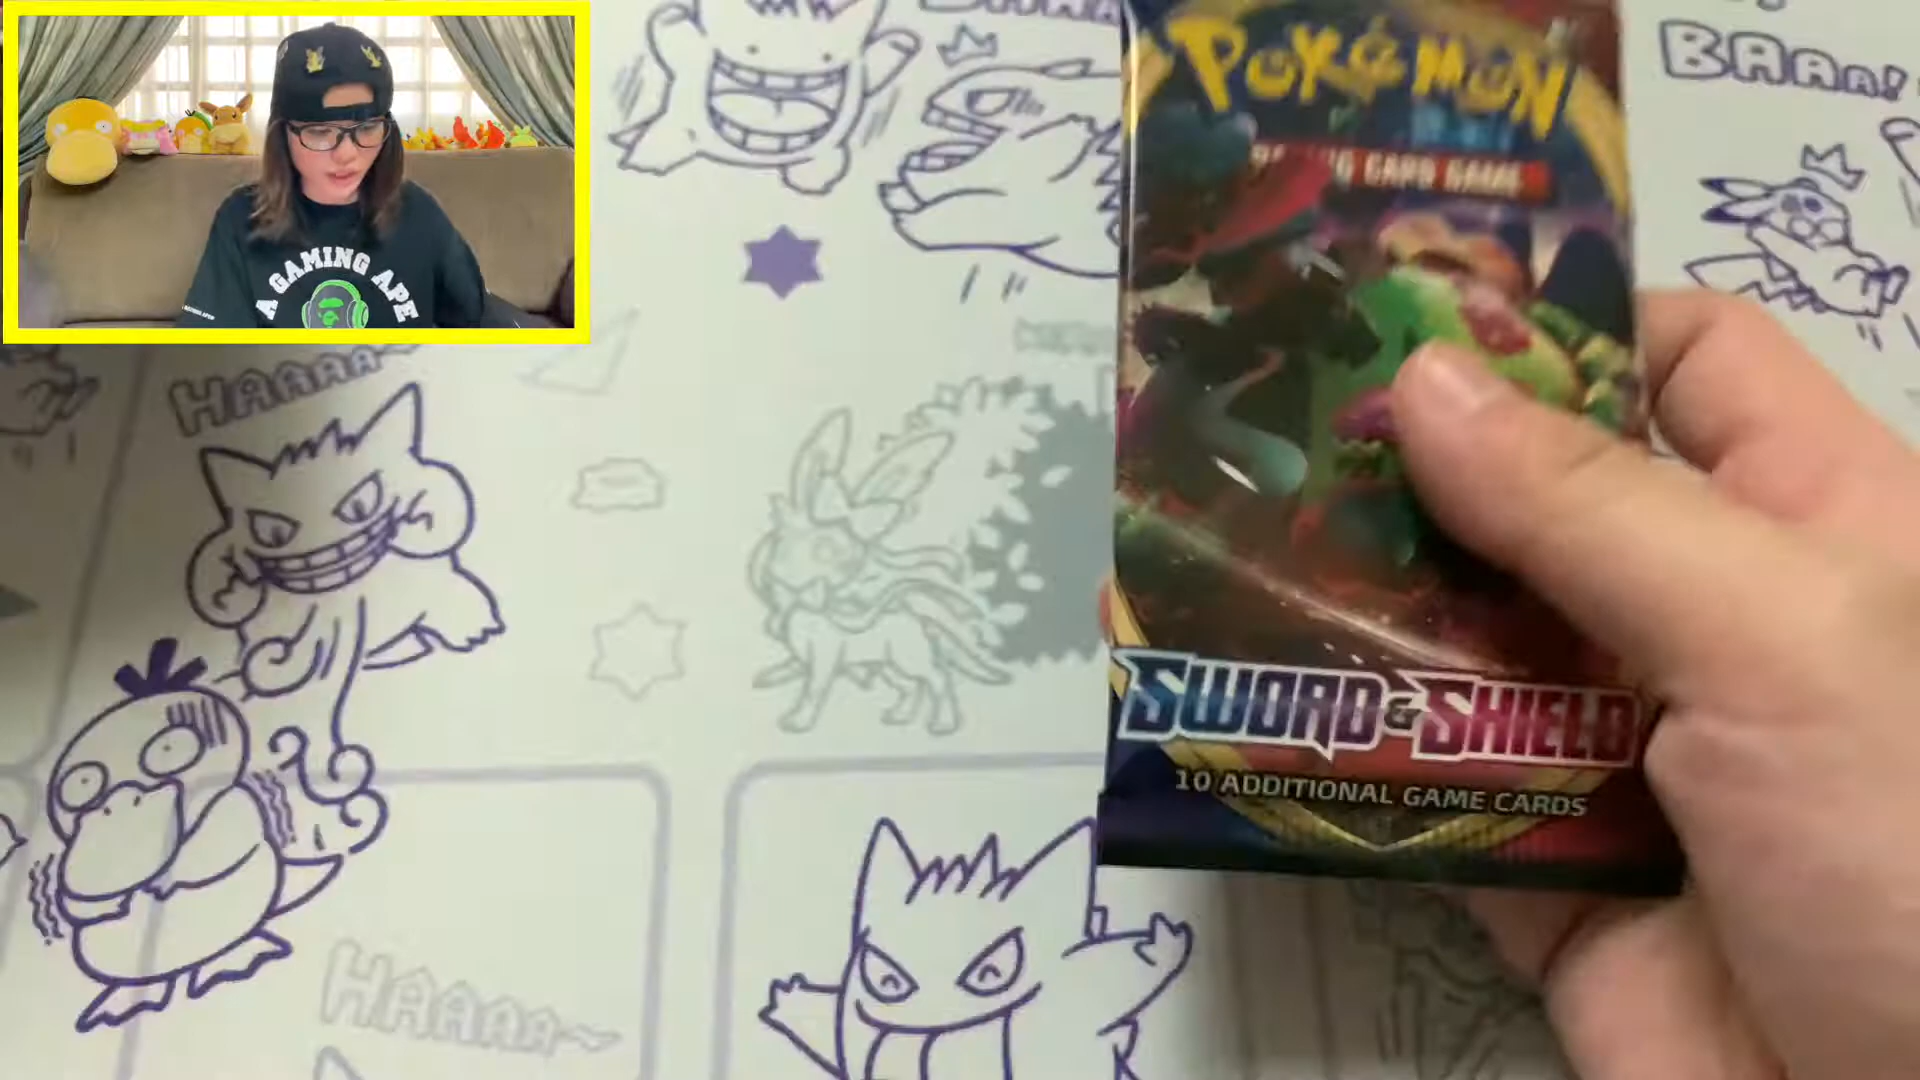 A GAMING APE
HAAAA~
HAAAA~
BAAA!
POKÉMON
TRADING CARD GAME
SWORD & SHIELD
10 ADDITIONAL GAME CARDS